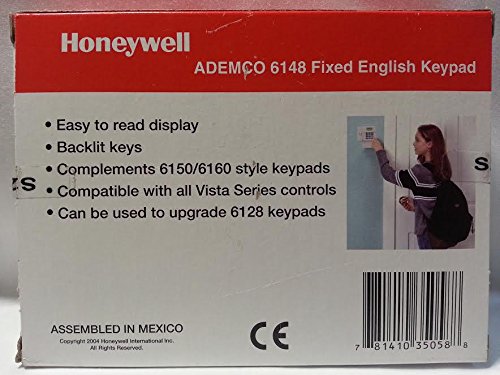 Honeywell
ADEMCO 6148 Fixed English Keypad
• Easy to read display
• Backlit keys
• Complements 6150/6160 style keypads
• Compatible with all Vista Series controls
• Can be used to upgrade 6128 keypads
ASSEMBLED IN MEXICO
Copyright 2004 Honeywell International Inc.
All Rights Reserved.
CE
7 81410 35058 8